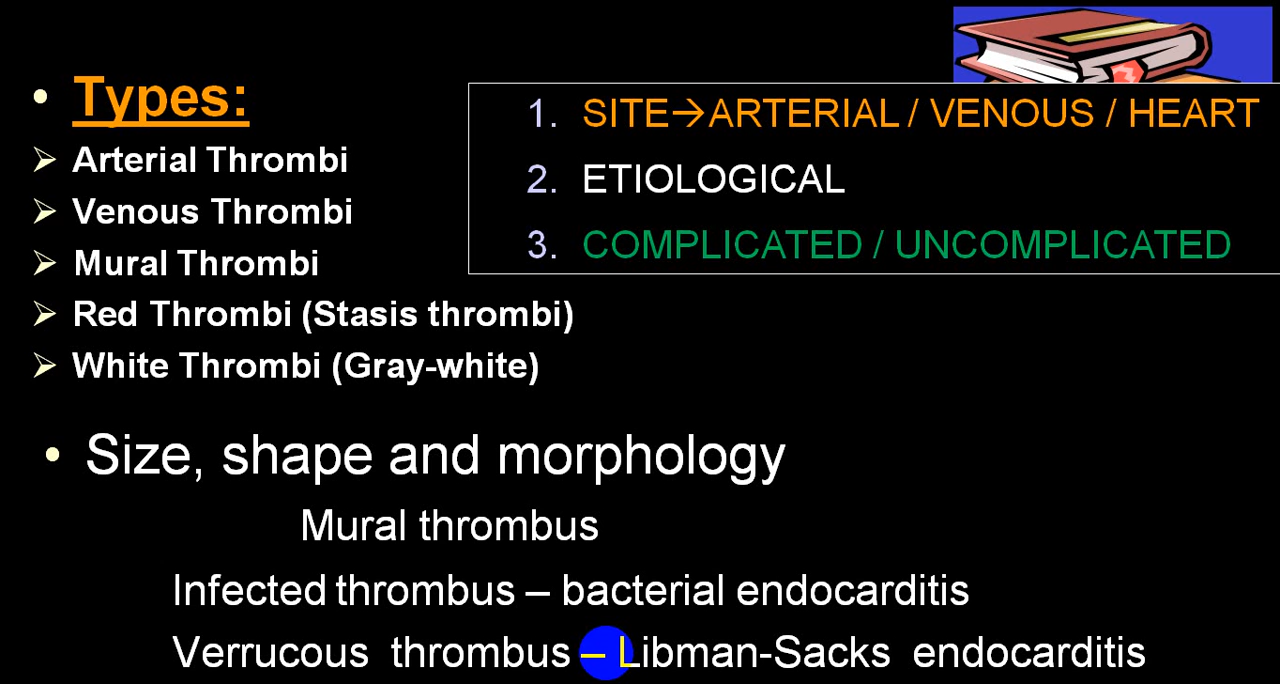 • Types:
➢ Arterial Thrombi
➢ Venous Thrombi
➢ Mural Thrombi
➢ Red Thrombi (Stasis thrombi)
➢ White Thrombi (Gray-white)
1. SITE→ARTERIAL / VENOUS / HEART
2. ETIOLOGICAL
3. COMPLICATED / UNCOMPLICATED
• Size, shape and morphology
Mural thrombus
Infected thrombus – bacterial endocarditis
Verrucous thrombus – Libman-Sacks endocarditis